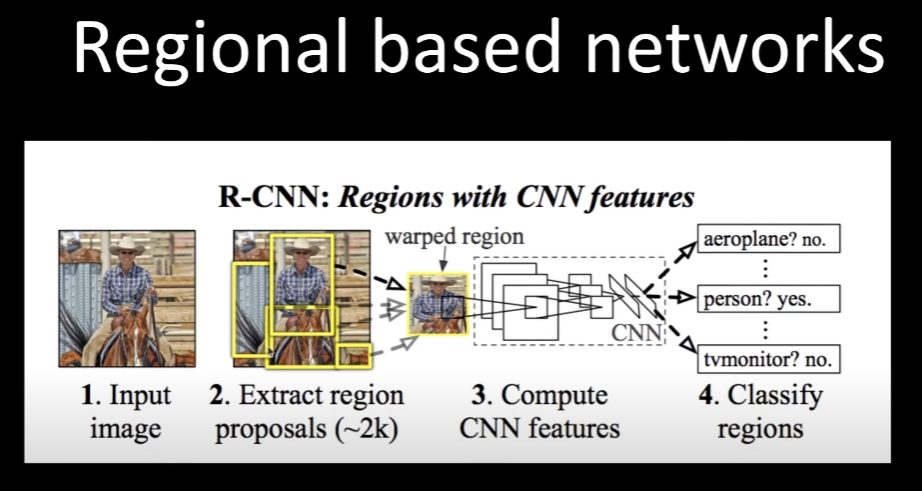 Regional based networks
R-CNN: Regions with CNN features
warped region
aeroplane? no.
person? yes.
tvmonitor? no.
CNN
1. Input
image
2. Extract region
proposals (~2k)
3. Compute
CNN features
4. Classify
regions